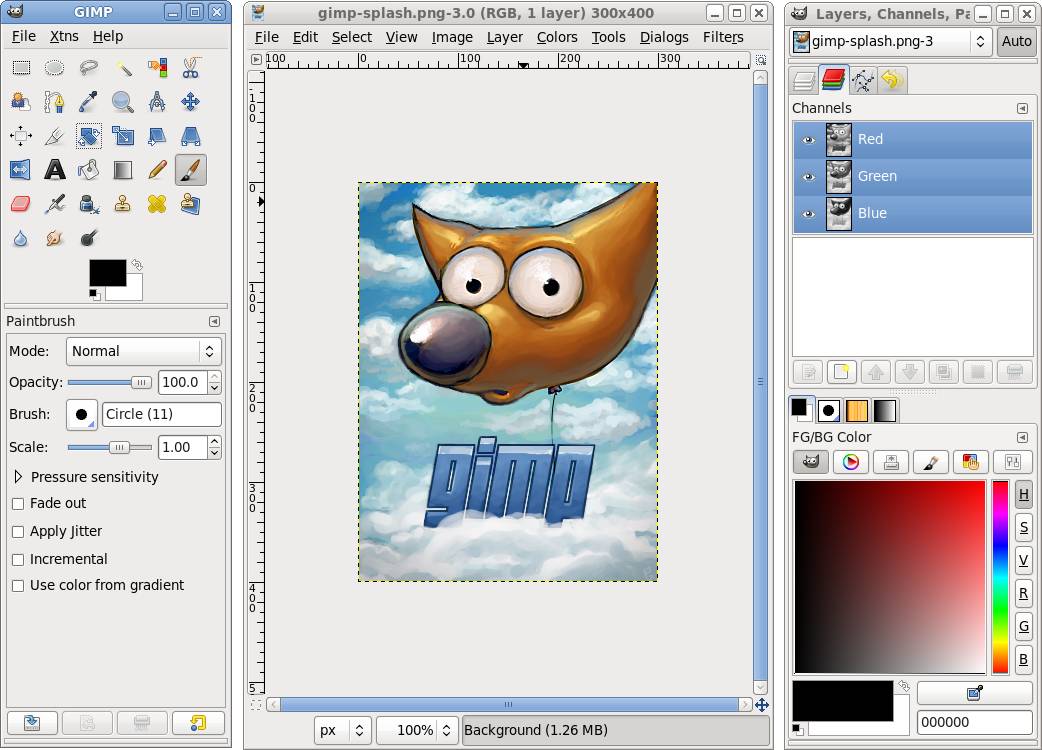 GIMP
File Xtns Help
Paintbrush
Mode: Normal
Opacity: 100.0
Brush: Circle (11)
Scale: 1.00
Pressure sensitivity
Fade out
Apply Jitter
Incremental
Use color from gradient
gimp-splash.png-3.0 (RGB, 1 layer) 300x400
File Edit Select View Image Layer Colors Tools Dialogs Filters
100 0 100 200 300
100
0
100
200
300
400
5
gimp
px 100% Background (1.26 MB)
Layers, Channels, Pa
gimp-splash.png-3 Auto
Channels
Red
Green
Blue
FG/BG Color
H
S
V
R
G
B
000000